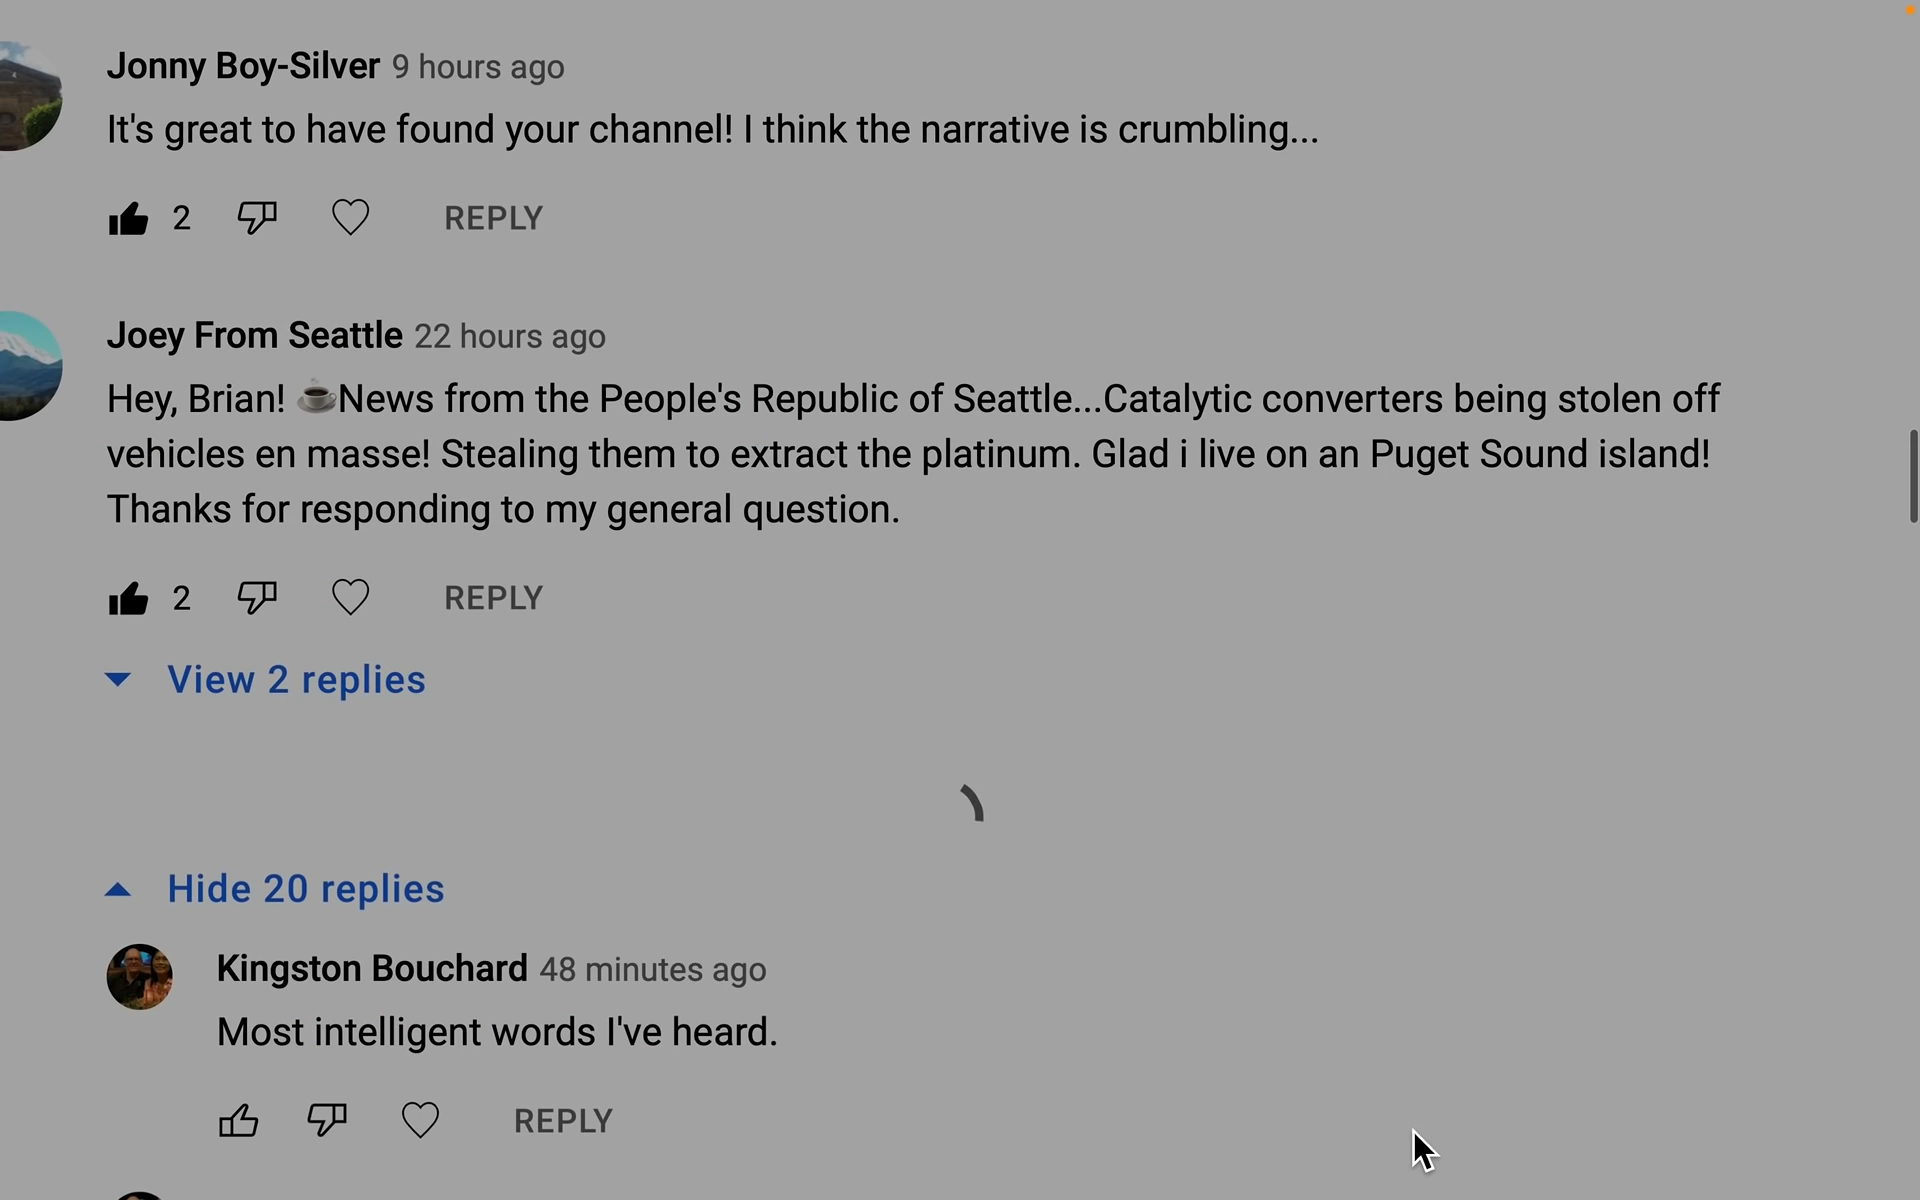 Jonny Boy-Silver 9 hours ago
It's great to have found your channel! I think the narrative is crumbling...
2 REPLY
Joey From Seattle 22 hours ago
Hey, Brian! ☕News from the People's Republic of Seattle...Catalytic converters being stolen off
vehicles en masse! Stealing them to extract the platinum. Glad i live on an Puget Sound island!
Thanks for responding to my general question.
2 REPLY
View 2 replies
Hide 20 replies
Kingston Bouchard 48 minutes ago
Most intelligent words I've heard.
REPLY